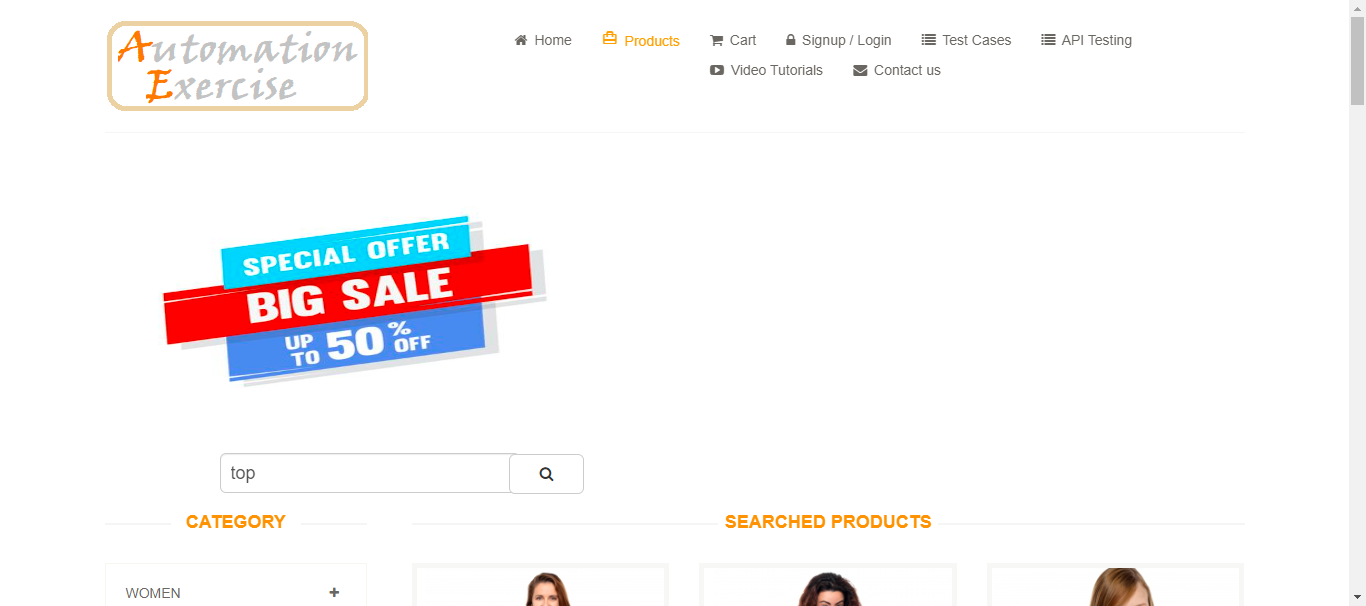 Automation
Exercise
Home
Products
Cart
Signup / Login
Test Cases
API Testing
Video Tutorials
Contact us
SPECIAL OFFER
BIG SALE
UP TO 50% OFF
top
CATEGORY
SEARCHED PRODUCTS
WOMEN